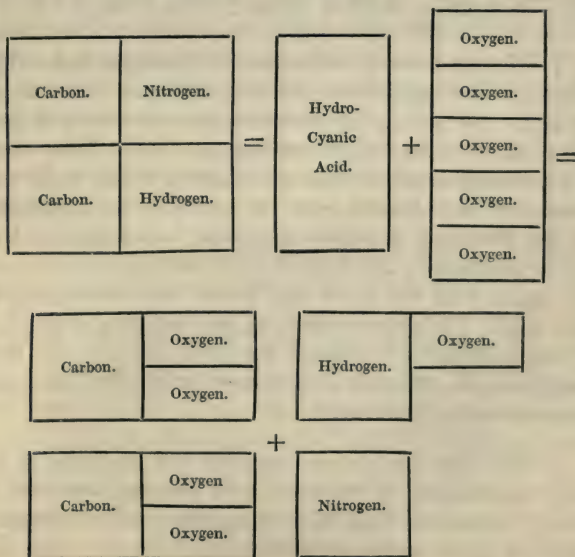 Carbon. Nitrogen.
Carbon. Hydrogen.
=
Hydro-
Cyanic
Acid.
+
Oxygen.
Oxygen.
Oxygen.
Oxygen.
Oxygen.
=
Carbon. Oxygen.
Oxygen.
Hydrogen. Oxygen.
+
Carbon. Oxygen
Oxygen.
Nitrogen.